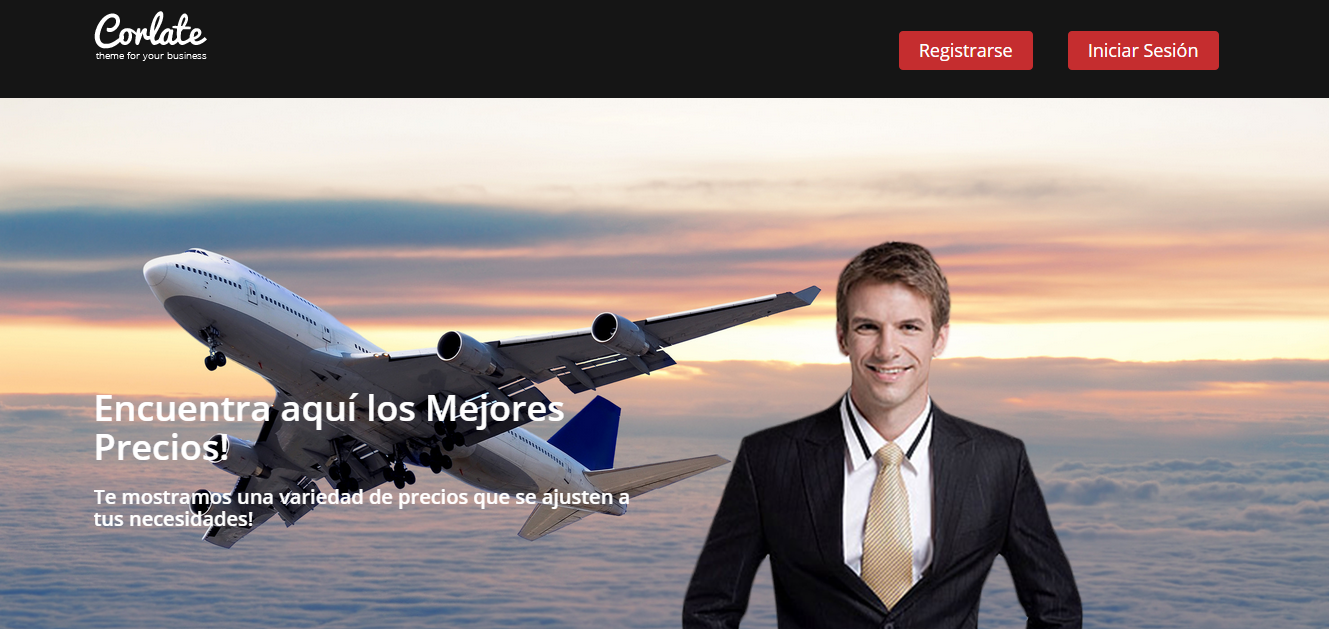 Corlate
theme for your business
Registrarse
Iniciar Sesión
Encuentra aquí los Mejores
Precios!
Te mostramos una variedad de precios que se ajusten a
tus necesidades!